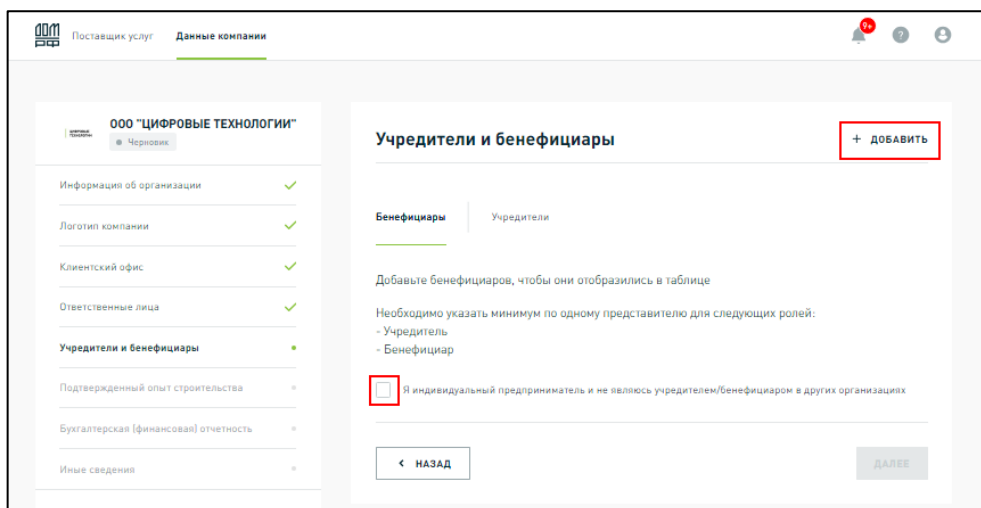 ДОМ
РФ
Поставщик услуг
Данные компании
9+
?
ООО "ЦИФРОВЫЕ ТЕХНОЛОГИИ"
Черновик
Информация об организации
Логотип компании
Клиентский офис
Ответственные лица
Учредители и бенефициары
Подтвержденный опыт строительства
Бухгалтерская (финансовая) отчетность
Иные сведения
Учредители и бенефициары
+ ДОБАВИТЬ
Бенефициары
Учредители
Добавьте бенефициаров, чтобы они отобразились в таблице
Необходимо указать минимум по одному представителю для следующих ролей:
- Учредитель
- Бенефициар
Я индивидуальный предприниматель и не являюсь учредителем/бенефициаром в других организациях
< НАЗАД
ДАЛЕЕ